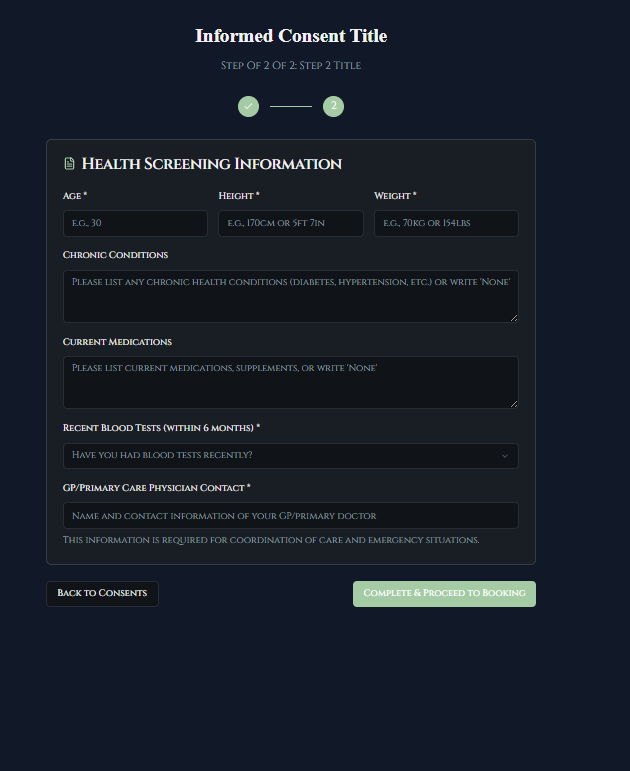 Informed Consent Title
Step Of 2 Of 2: Step 2 Title
2
Health Screening Information
Age *
Height *
Weight *
e.g., 30
e.g., 170cm or 5ft 7in
e.g., 70kg or 154lbs
Chronic Conditions
Please list any chronic health conditions (diabetes, hypertension, etc.) or write 'None'
Current Medications
Please list current medications, supplements, or write 'None'
Recent Blood Tests (within 6 months) *
Have you had blood tests recently?
GP/Primary Care Physician Contact *
Name and contact information of your GP/primary doctor
This information is required for coordination of care and emergency situations.
Back to Consents
Complete & Proceed to Booking